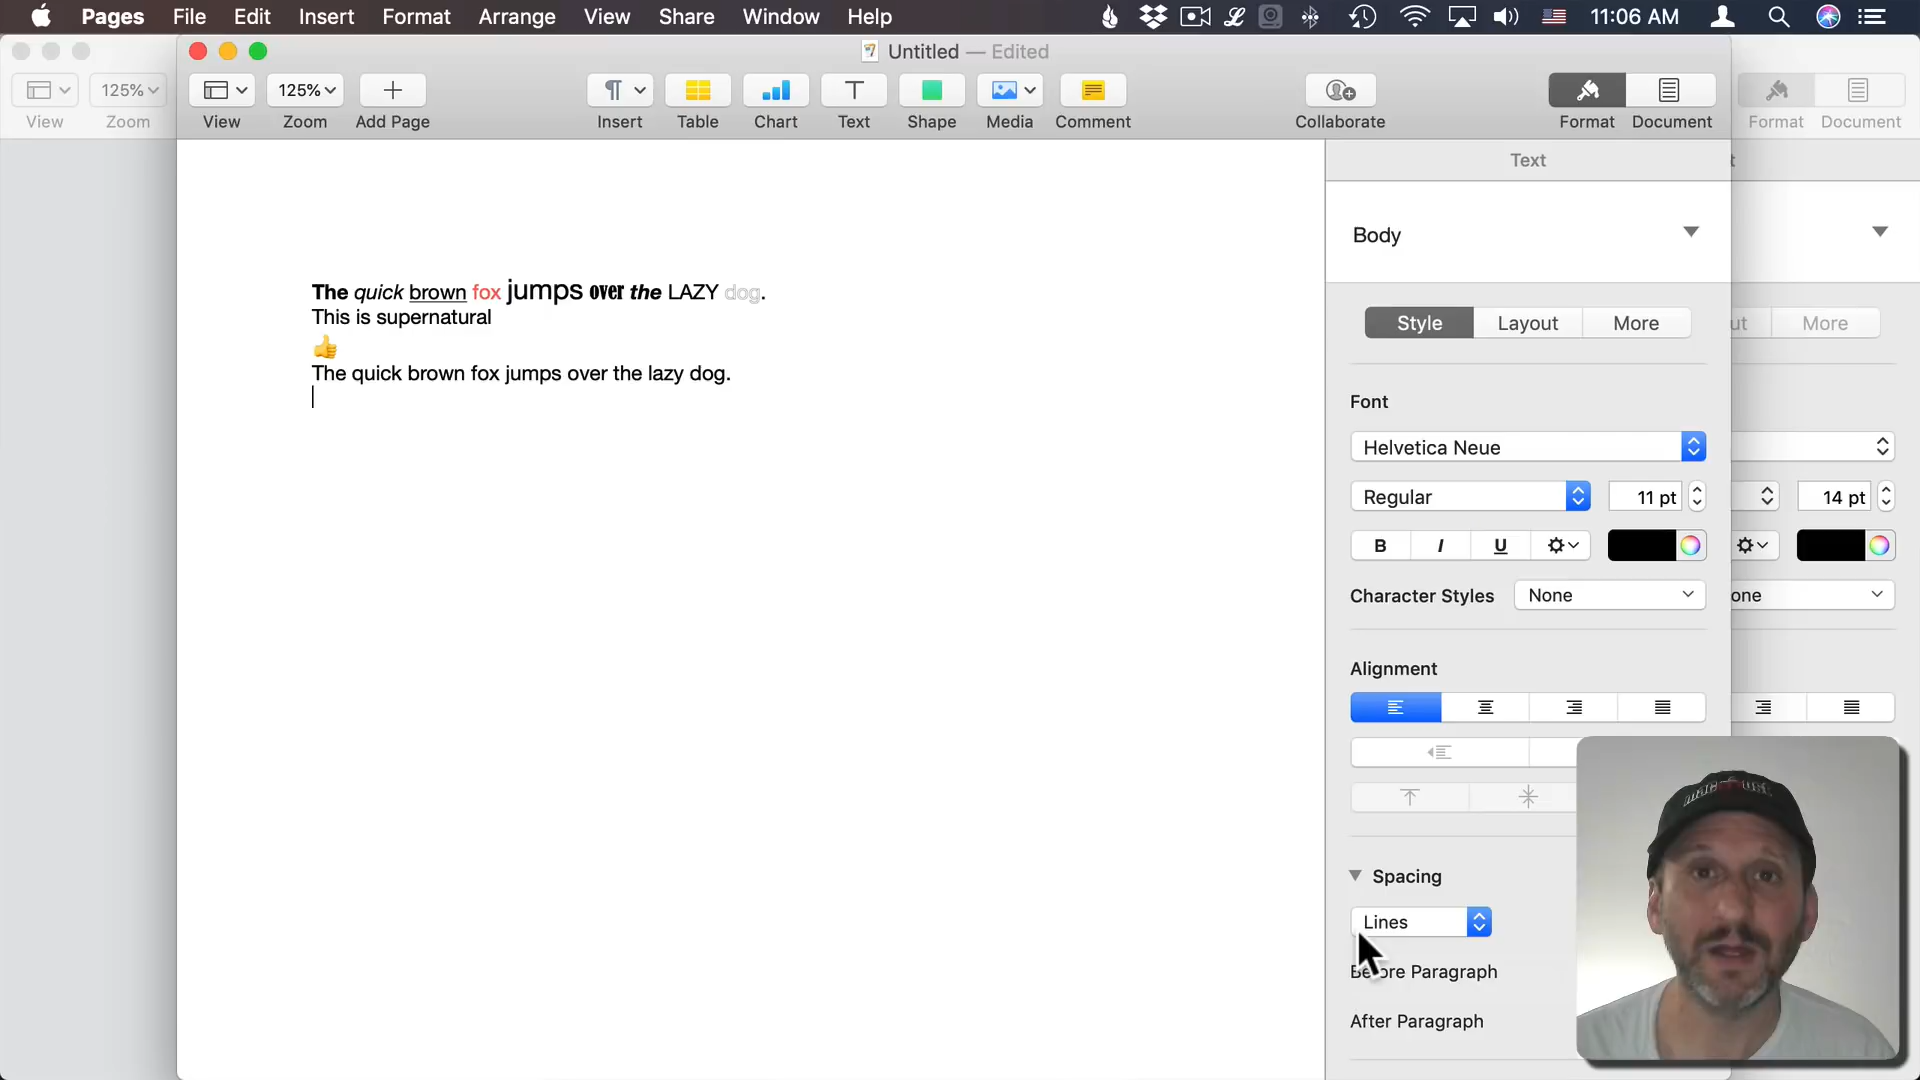 Pages File Edit Insert Format Arrange View Share Window Help 11:06 AM
Untitled — Edited
125% 125%
View Zoom View Zoom Add Page Insert Table Chart Text Shape Media Comment Collaborate Format Document Format Document
Text t
Body
The quick brown fox jumps over the LAZY dog.
This is supernatural
👍
The quick brown fox jumps over the lazy dog.
Style Layout More ut More
Font
Helvetica Neue
Regular 11 pt 14 pt
B I U
Character Styles None one
Alignment
Spacing
Lines
Before Paragraph
After Paragraph